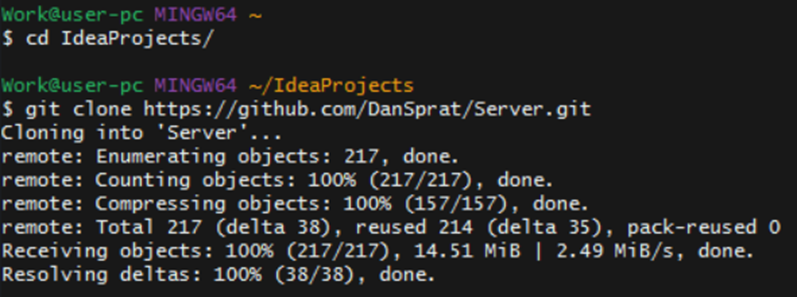 Work@user-pc MINGW64 ~
$ cd IdeaProjects/
Work@user-pc MINGW64 ~/IdeaProjects
$ git clone https://github.com/DanSprat/Server.git
Cloning into 'Server'...
remote: Enumerating objects: 217, done.
remote: Counting objects: 100% (217/217), done.
remote: Compressing objects: 100% (157/157), done.
remote: Total 217 (delta 38), reused 214 (delta 35), pack-reused 0
Receiving objects: 100% (217/217), 14.51 MiB | 2.49 MiB/s, done.
Resolving deltas: 100% (38/38), done.